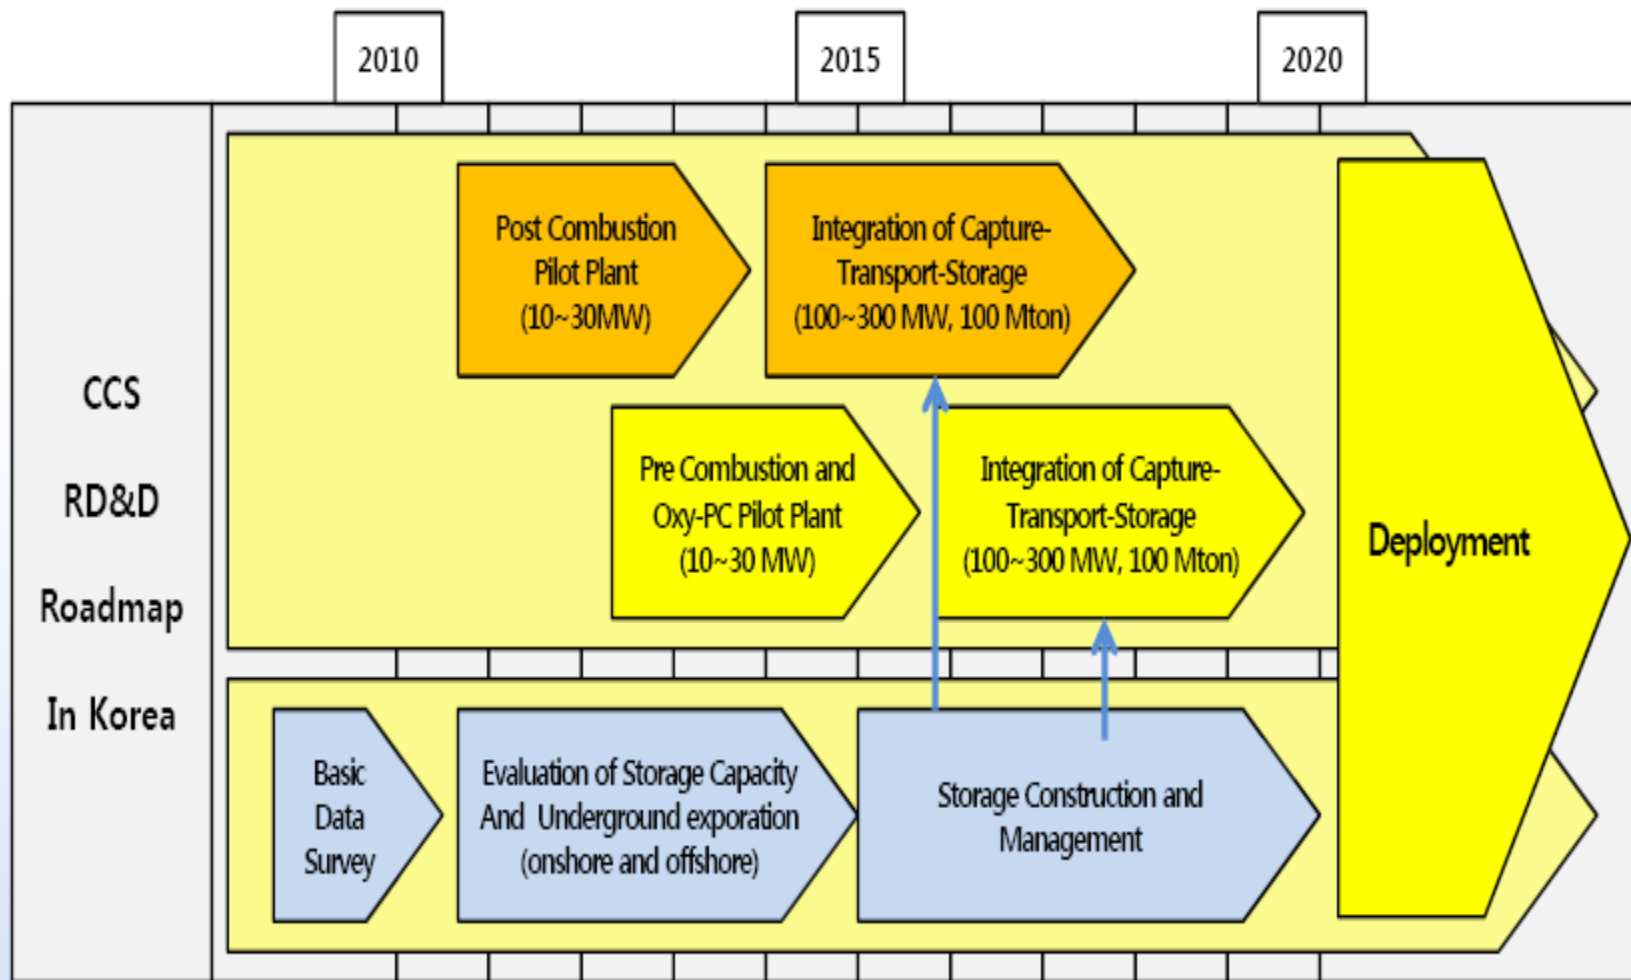 2010
2015
2020
CCS
RD&D
Roadmap
In Korea
Post Combustion
Pilot Plant
(10~30MW)
Integration of Capture-
Transport-Storage
(100~300 MW, 100 Mton)
Pre Combustion and
Oxy-PC Pilot Plant
(10~30 MW)
Integration of Capture-
Transport-Storage
(100~300 MW, 100 Mton)
Deployment
Basic
Data
Survey
Evaluation of Storage Capacity
And Underground exporation
(onshore and offshore)
Storage Construction and
Management